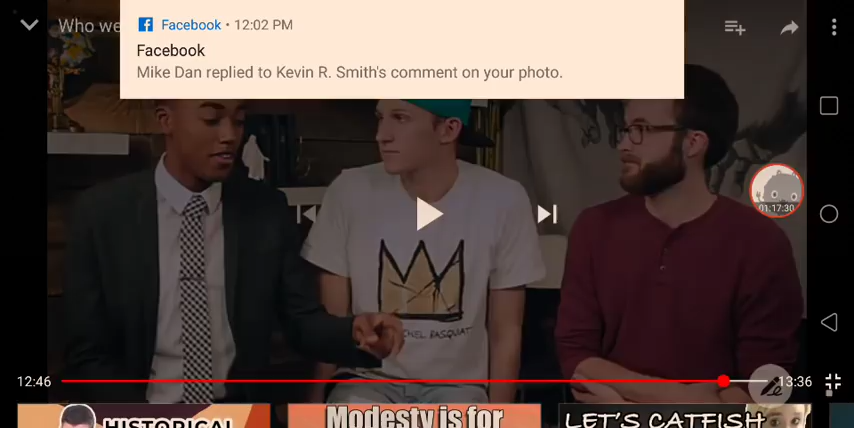 Who we
Facebook • 12:02 PM
Facebook
Mike Dan replied to Kevin R. Smith's comment on your photo.
01:17:30
12:46
13:36
HISTORICAL
Modesty is for
LET'S CATFISH